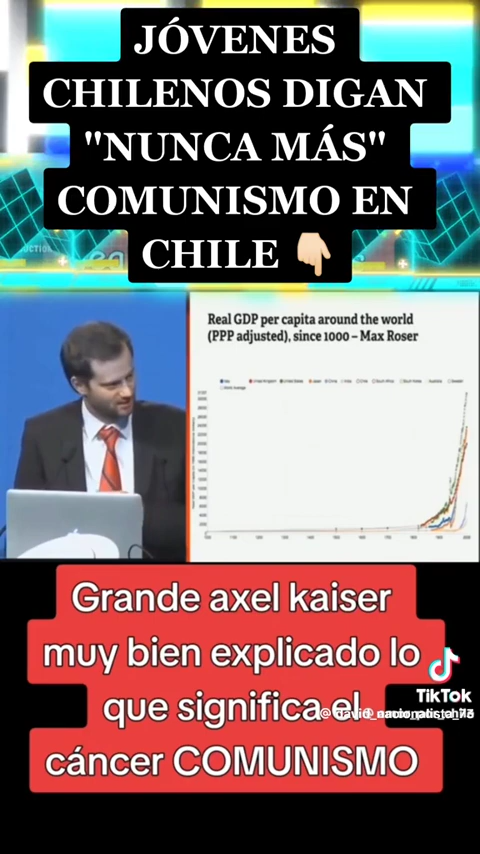 JÓVENES
CHILENOS DIGAN
"NUNCA MÁS"
COMUNISMO EN
CHILE 👇🏻
Real GDP per capita around the world
(PPP adjusted), since 1000 – Max Roser
Grande axel kaiser
muy bien explicado lo
que significa el
cáncer COMUNISMO
TikTok